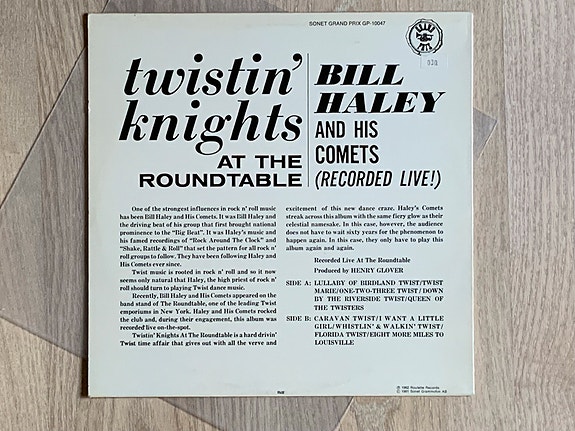 SONET GRAND PRIX GP-10047
GRAND
PRIX
030
twistin'
knights
AT THE
ROUNDTABLE
BILL
HALEY
AND HIS
COMETS
(RECORDED LIVE!)
One of the strongest influences in rock n' roll music
has been Bill Haley and His Comets. It was Bill Haley and
the driving beat of his group that first brought national
prominence to the "Big Beat". It was Haley's music and
his famed recordings of "Rock Around The Clock" and
"Shake, Rattle & Roll" that set the pattern for all rock n'
roll groups to follow. They have been following Haley and
His Comets ever since.
Twist music is rooted in rock n' roll and so it now
seems only natural that Haley, the high priest of rock n'
roll should turn to playing Twist dance music.
Recently, Bill Haley and His Comets appeared on the
hand stand of The Roundtable, one of the leading Twist
emporiums in New York. Haley and His Comets rocked
the club and, during their engagement, this album was
recorded live on-the-spot.
Twistin' Knights At The Roundtable is a hard drivin'
Twist time affair that gives out with all the verve and
excitement of this new dance craze. Haley's Comets
streak across this album with the same fiery glow as their
celestial namesake. In this case, however, the audience
does not have to wait sixty years for the phenomenon to
happen again. In this case, they only have to play this
album again and again.
Recorded Live At The Roundtable
Produced by HENRY GLOVER
SIDE A: LULLABY OF BIRDLAND TWIST/TWIST
MARIE/ONE-TWO-THREE TWIST/DOWN
BY THE RIVERSIDE TWIST/QUEEN OF
THE TWISTERS
SIDE B: CARAVAN TWIST/I WANT A LITTLE
GIRL/WHISTLIN' & WALKIN' TWIST/
FLORIDA TWIST/EIGHT MORE MILES TO
LOUISVILLE
℗ 1962 Roulette Records
© 1981 Sonet Grammofon AB